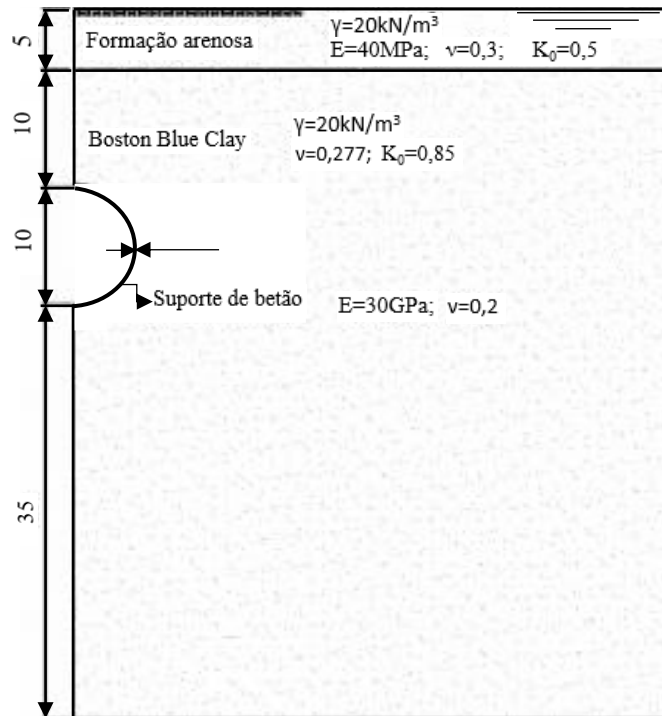 5
Formação arenosa
γ=20kN/m³
E=40MPa; ν=0,3; K₀=0,5
10
Boston Blue Clay
γ=20kN/m³
ν=0,277; K₀=0,85
10
Suporte de betão
E=30GPa; ν=0,2
35